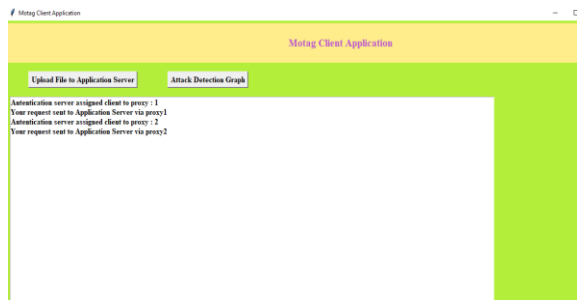 Motag Client Application
Motag Client Application
Upload File to Application Server
Attack Detection Graph
Autentication server assigned client to proxy : 1
Your request sent to Application Server via proxy1
Autentication server assigned client to proxy : 2
Your request sent to Application Server via proxy2